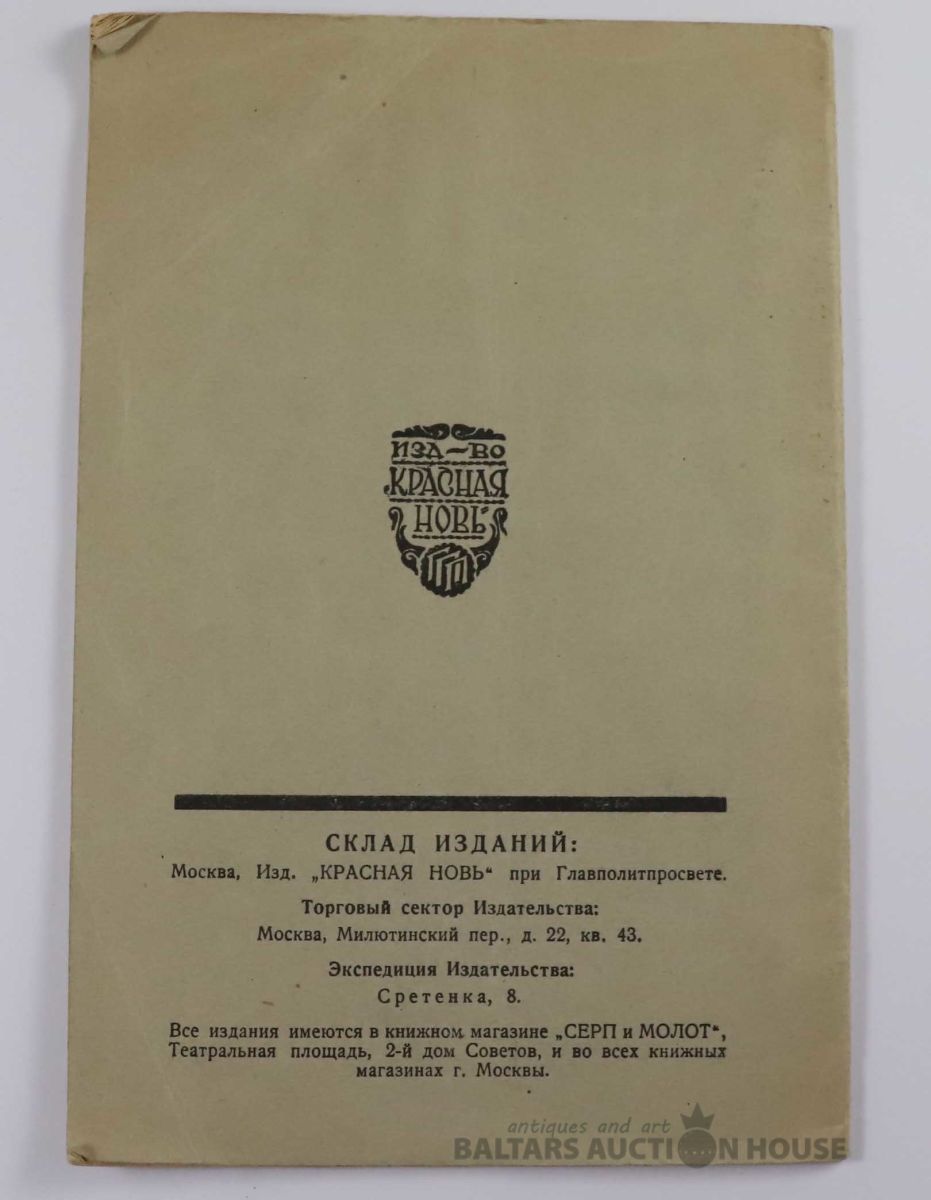 ИЗД-ВО
„КРАСНАЯ
НОВЬ“
ГПП
СКЛАД ИЗДАНИЙ:
Москва, Изд. „КРАСНАЯ НОВЬ“ при Главполитпросвете.
Торговый сектор Издательства:
Москва, Милютинский пер., д. 22, кв. 43.
Экспедиция Издательства:
Сретенка, 8.
Все издания имеются в книжном магазине „СЕРП и МОЛОТ“,
Театральная площадь, 2-й дом Советов, и во всех книжных
магазинах г. Москвы.
antiques and art
BALTARS AUCTION HOUSE